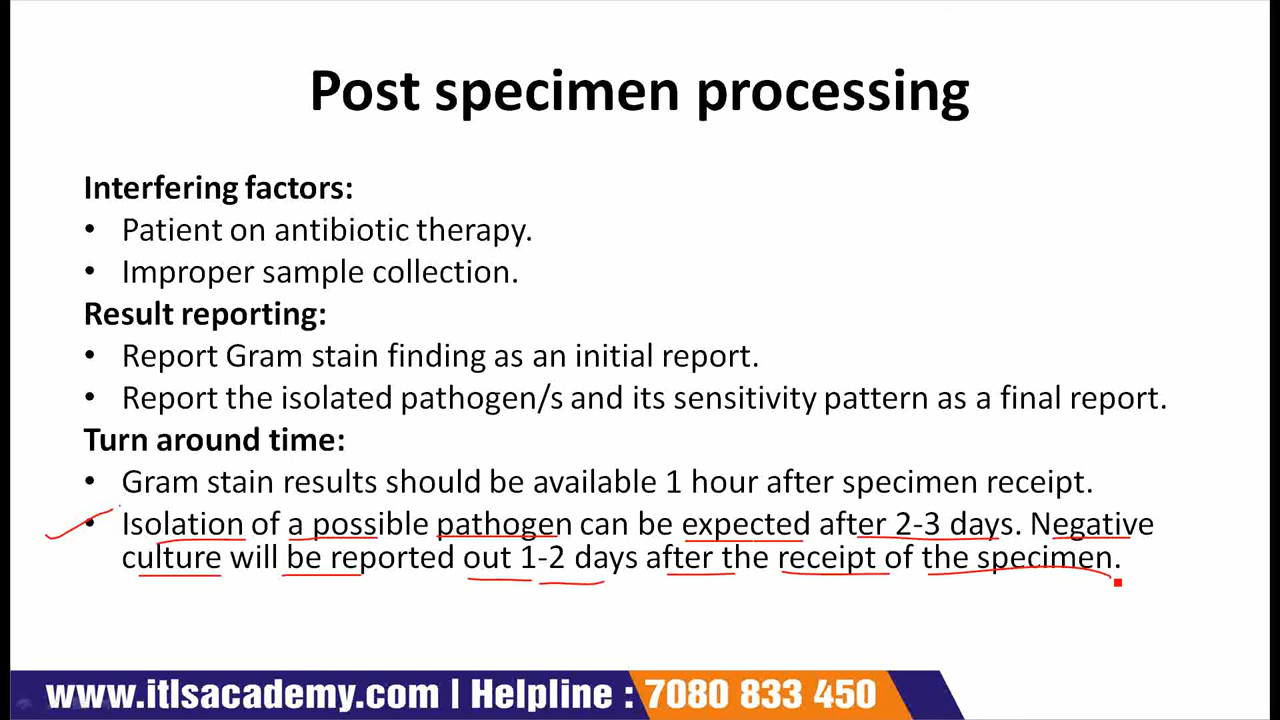 Post specimen processing
Interfering factors:
• Patient on antibiotic therapy.
• Improper sample collection.
Result reporting:
• Report Gram stain finding as an initial report.
• Report the isolated pathogen/s and its sensitivity pattern as a final report.
Turn around time:
• Gram stain results should be available 1 hour after specimen receipt.
• Isolation of a possible pathogen can be expected after 2-3 days. Negative
culture will be reported out 1-2 days after the receipt of the specimen.
www.itlsacademy.com | Helpline : 7080 833 450